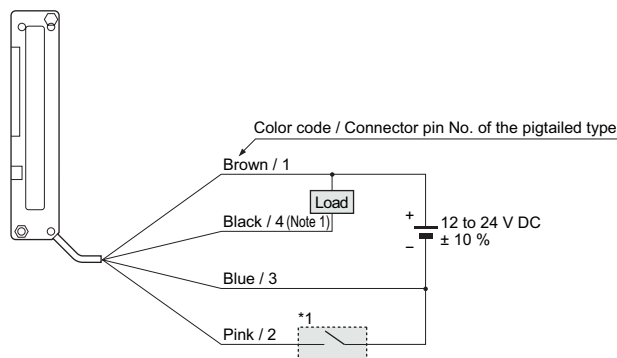 Color code / Connector pin No. of the pigtailed type
Brown / 1
Load
Black / 4 (Note 1)
+
12 to 24 V DC
± 10 %
−
Blue / 3
*1
Pink / 2